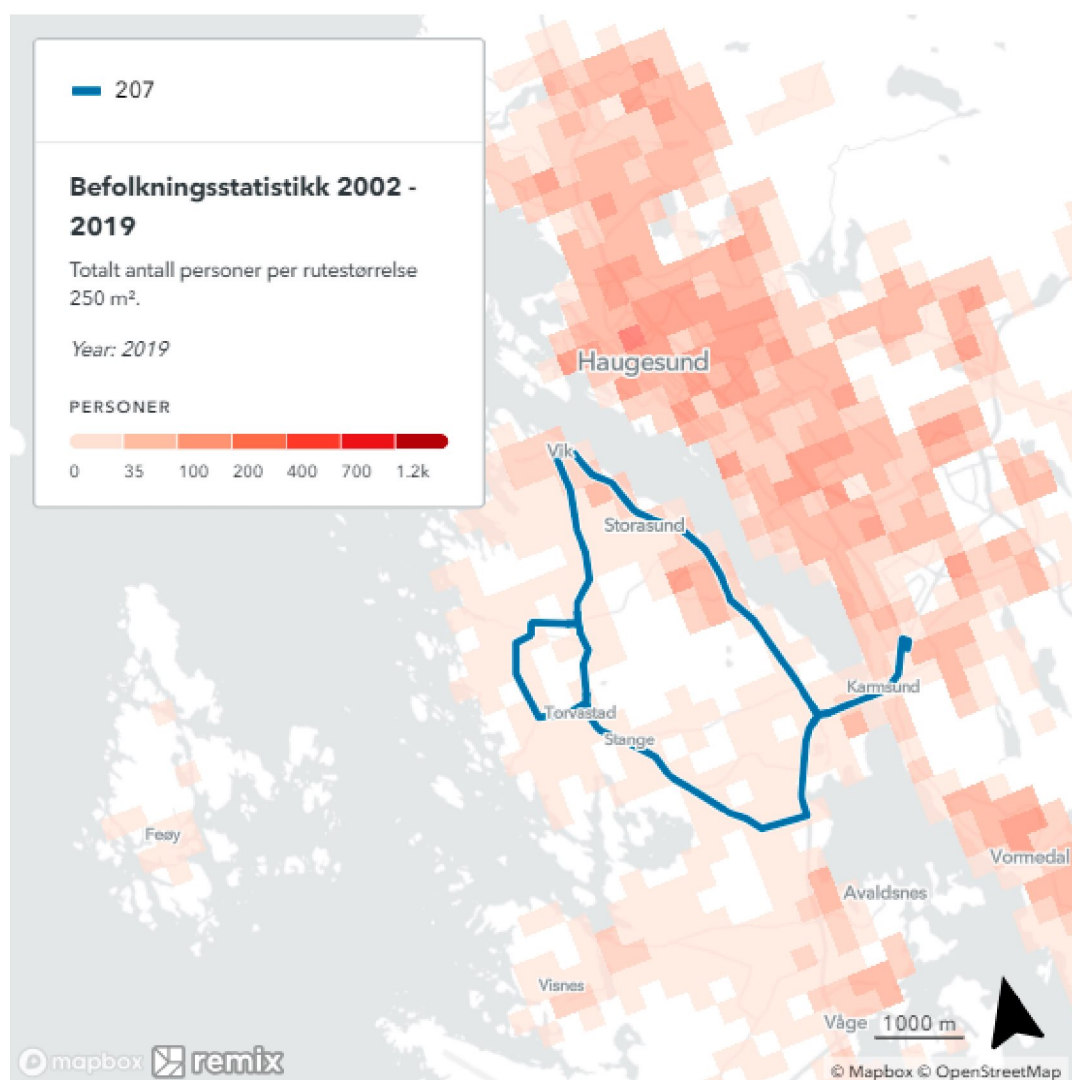 207
Befolkningsstatistikk 2002 -
2019
Totalt antall personer per rutestørrelse
250 m².
Year: 2019
PERSONER
0 35 100 200 400 700 1.2k
Haugesund
Vik
Storasund
Karmsund
Torvastad
Stange
Feøy
Vormedal
Avaldsnes
Visnes
Våge
1000 m
mapbox remix
© Mapbox © OpenStreetMap